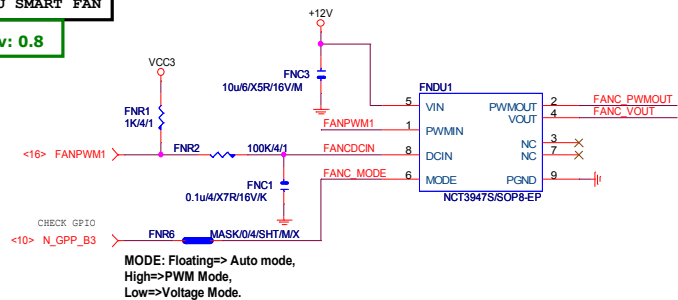 SMART FAN
v: 0.8
+12V
VCC3
FNC3
10u/6/X5R/16V/M
FNDU1
FNR1
1K/4/1
5
VIN
PWMOUT
2
FANC_PWMOUT
VOUT
4
FANC_VOUT
FANPWM1
1
PWMIN
NC
3
<16> FANPWM1
FNR2
100K/4/1
FANCDCIN
8
DCIN
NC
7
FANC_MODE
6
MODE
PGND
9
FNC1
0.1u/4/X7R/16V/K
NCT3947S/SOP8-EP
CHECK GPIO
<10> N_GPP_B3
FNR6
MASK/0/4/SHT/M/X
MODE: Floating=> Auto mode,
High=>PWM Mode,
Low=>Voltage Mode.